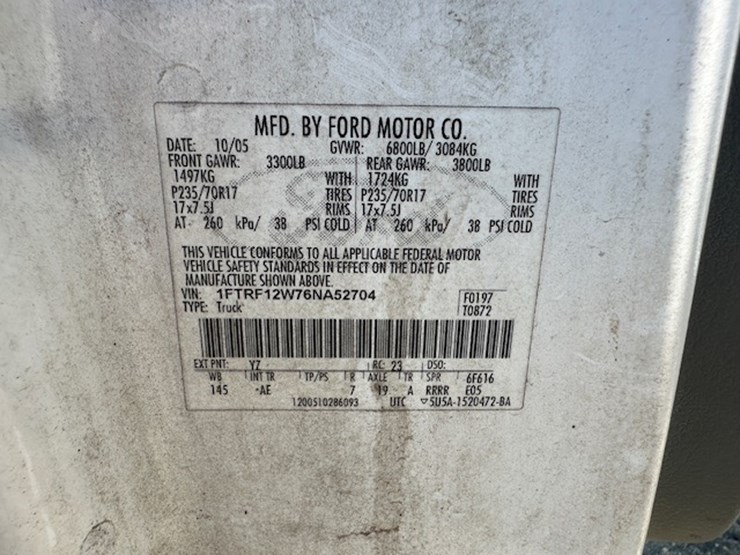 MFD. BY FORD MOTOR CO.
DATE: 10/05 GVWR: 6800LB/ 3084KG
FRONT GAWR: 3300LB REAR GAWR: 3800LB
1497KG WITH 1724KG WITH
P235/70R17 TIRES P235/70R17 TIRES
17x7.5J RIMS 17x7.5J RIMS
AT 260 kPa/ 38 PSI COLD AT 260 kPa/ 38 PSI COLD
THIS VEHICLE CONFORMS TO ALL APPLICABLE FEDERAL MOTOR
VEHICLE SAFETY STANDARDS IN EFFECT ON THE DATE OF
MANUFACTURE SHOWN ABOVE.
VIN: 1FTRF12W76NA52704 F0197
TYPE: Truck T0872
EXT PNT: YZ RC: 23 DSO:
WB INT TR TP/PS R AXLE TR SPR 6F616
145 -AE 7 19 A RRRR E05
1200510286093 UTC ▽5U5A-1520472-BA